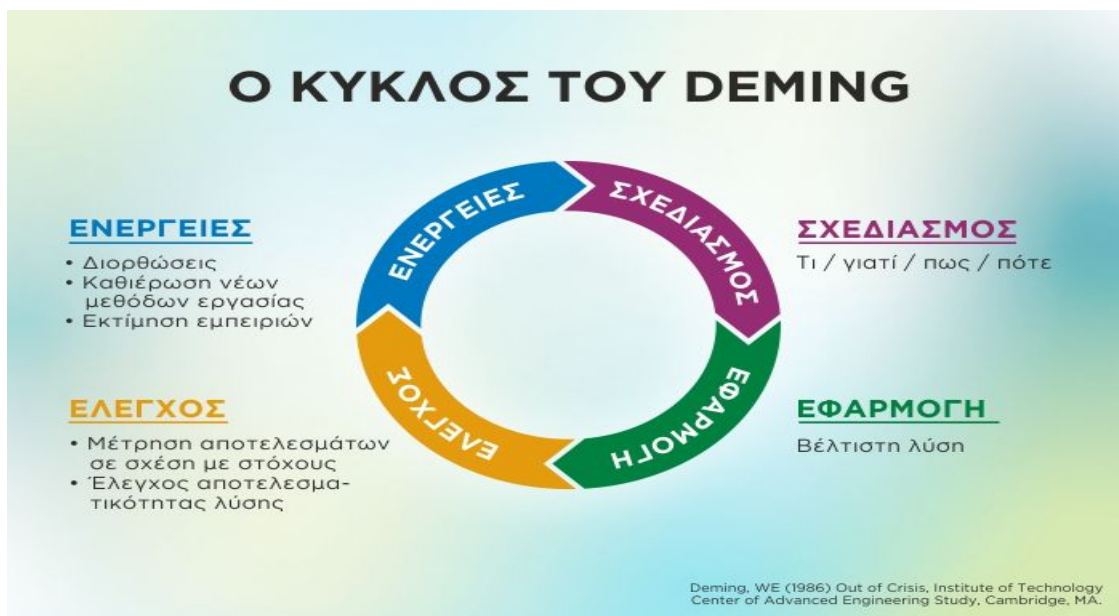 Ο ΚΥΚΛΟΣ ΤΟΥ DEMING
ΕΝΕΡΓΕΙΕΣ
• Διορθώσεις
• Καθιέρωση νέων
μεθόδων εργασίας
• Εκτίμηση εμπειριών
ΕΛΕΓΧΟΣ
• Μέτρηση αποτελεσμάτων
σε σχέση με στόχους
• Έλεγχος αποτελεσμα-
τικότητας λύσης
ΕΝΕΡΓΕΙΕΣ
ΣΧΕΔΙΑΣΜΟΣ
ΕΦΑΡΜΟΓΗ
ΕΛΕΓΧΟΣ
ΣΧΕΔΙΑΣΜΟΣ
Τι / γιατί / πως / πότε
ΕΦΑΡΜΟΓΗ
Βέλτιστη λύση
Deming, WE (1986) Out of Crisis, Institute of Technology
Center of Advanced Engineering Study, Cambridge, MA.